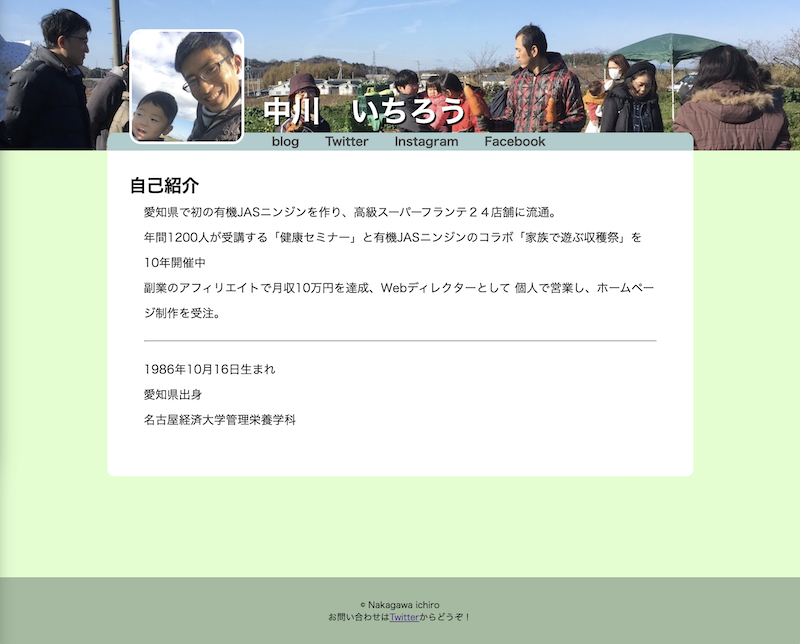 中川　いちろう
blog Twitter Instagram Facebook
自己紹介
愛知県で初の有機JASニンジンを作り、高級スーパーフランテ２４店舗に流通。
年間1200人が受講する「健康セミナー」と有機JASニンジンのコラボ「家族で遊ぶ収穫祭」を
10年開催中
副業のアフィリエイトで月収10万円を達成、Webディレクターとして 個人で営業し、ホームペー
ジ制作を受注。
1986年10月16日生まれ
愛知県出身
名古屋経済大学管理栄養学科
© Nakagawa ichiro
お問い合わせはTwitterからどうぞ！